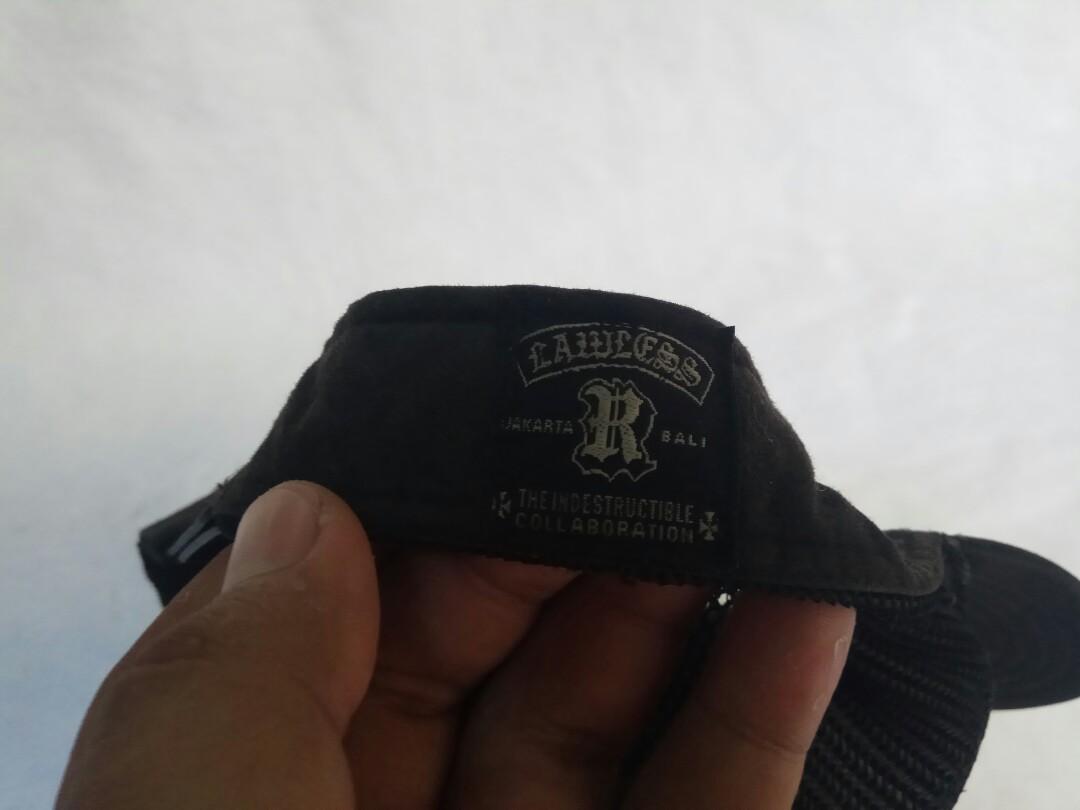 LAWLESS
R
JAKARTA BALI
THE INDESTRUCTIBLE
COLLABORATION